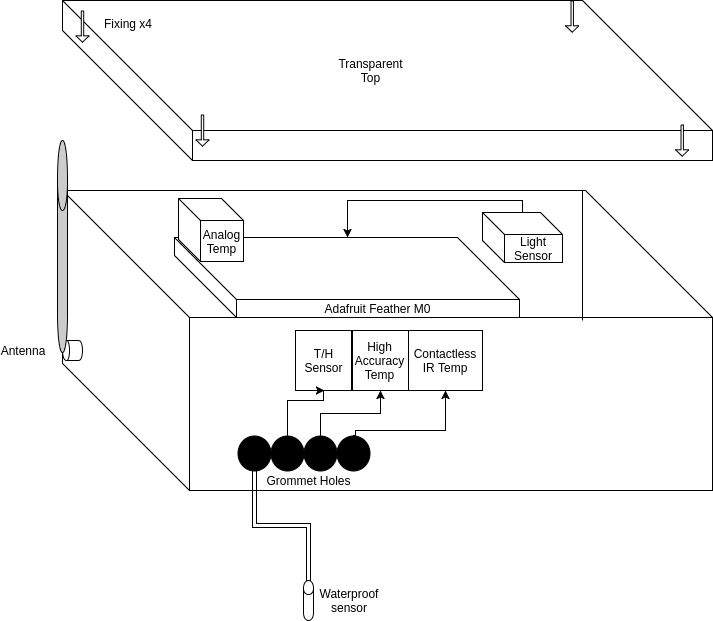 Fixing x4
Transparent
Top
Analog
Temp
Light
Sensor
Adafruit Feather M0
Antenna
T/H
Sensor
High
Accuracy
Temp
Contactless
IR Temp
Grommet Holes
Waterproof
sensor